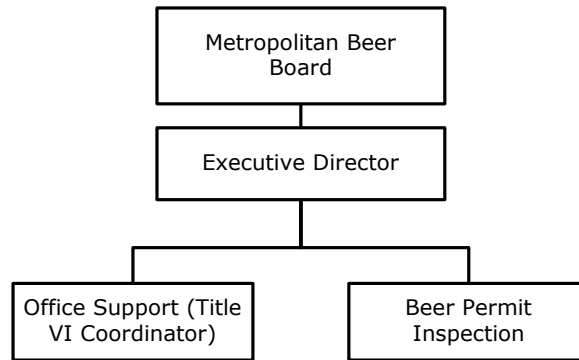 Metropolitan Beer
Board
Executive Director
Office Support (Title
VI Coordinator)
Beer Permit
Inspection